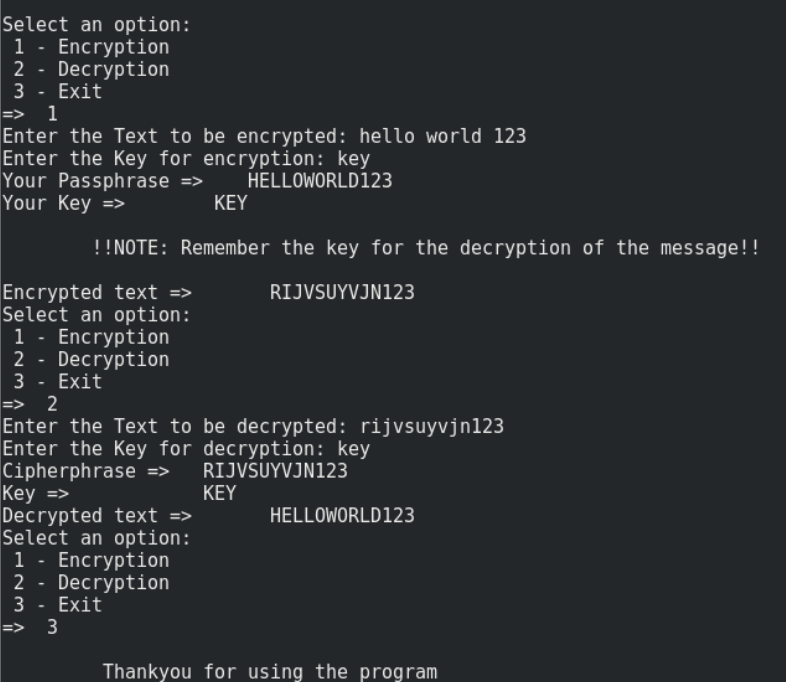 Select an option:
 1 - Encryption
 2 - Decryption
 3 - Exit
=>  1
Enter the Text to be encrypted: hello world 123
Enter the Key for encryption: key
Your Passphrase =>    HELLOWORLD123
Your Key =>        KEY
        !!NOTE: Remember the key for the decryption of the message!!
Encrypted text =>       RIJVSUYVJN123
Select an option:
 1 - Encryption
 2 - Decryption
 3 - Exit
=>  2
Enter the Text to be decrypted: rijvsuyvjn123
Enter the Key for decryption: key
Cipherphrase =>   RIJVSUYVJN123
Key =>            KEY
Decrypted text =>       HELLOWORLD123
Select an option:
 1 - Encryption
 2 - Decryption
 3 - Exit
=>  3
         Thankyou for using the program